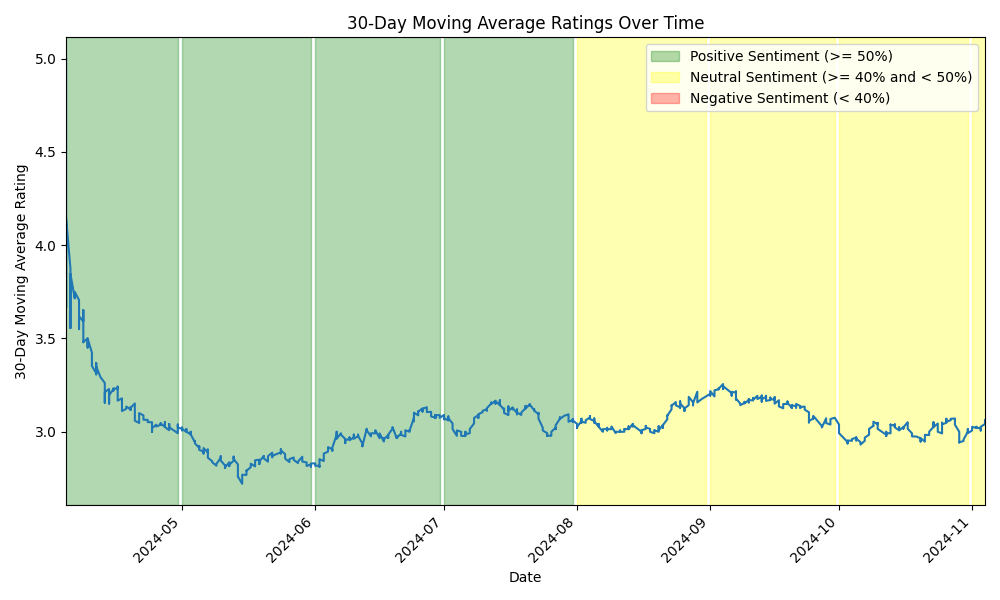 30-Day Moving Average Ratings Over Time
Positive Sentiment (>= 50%)
Neutral Sentiment (>= 40% and < 50%)
Negative Sentiment (< 40%)
30-Day Moving Average Rating
5.0
4.5
4.0
3.5
3.0
2024-05
2024-06
2024-07
2024-08
2024-09
2024-10
2024-11
Date